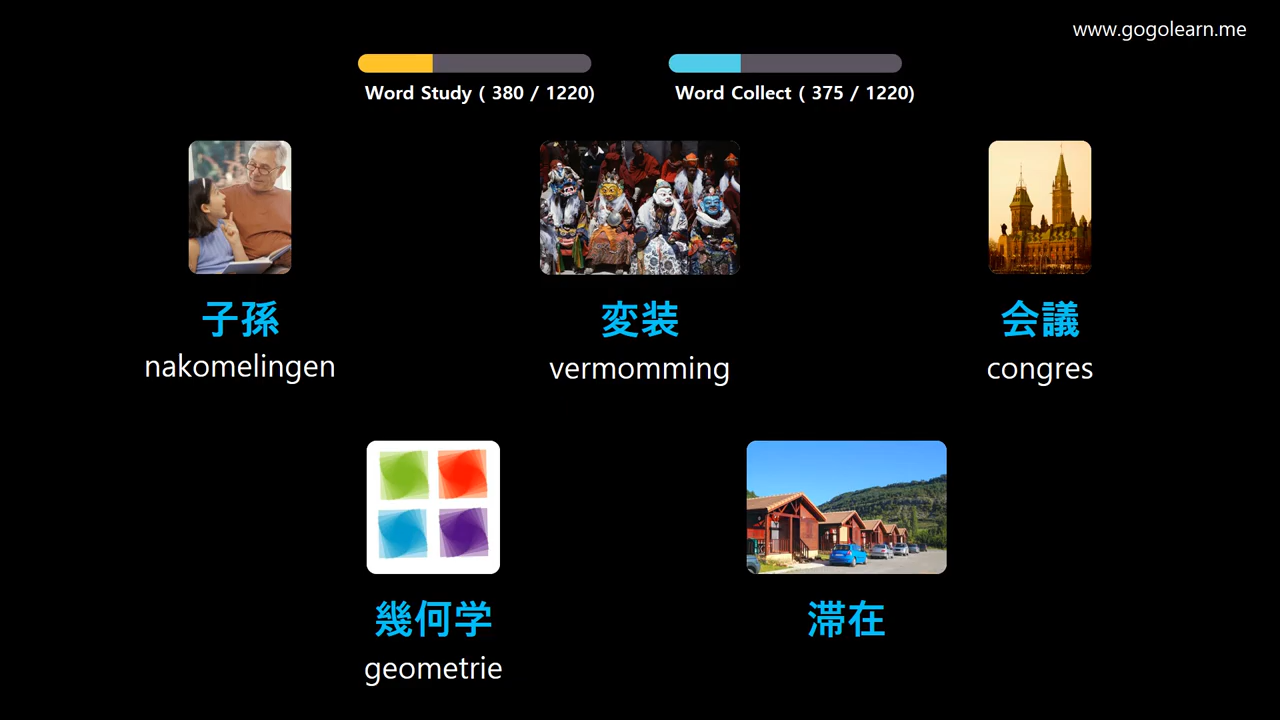 www.gogolearn.me
Word Study ( 380 / 1220)
Word Collect ( 375 / 1220)
子孫
nakomelingen
変装
vermomming
会議
congres
幾何学
geometrie
滞在